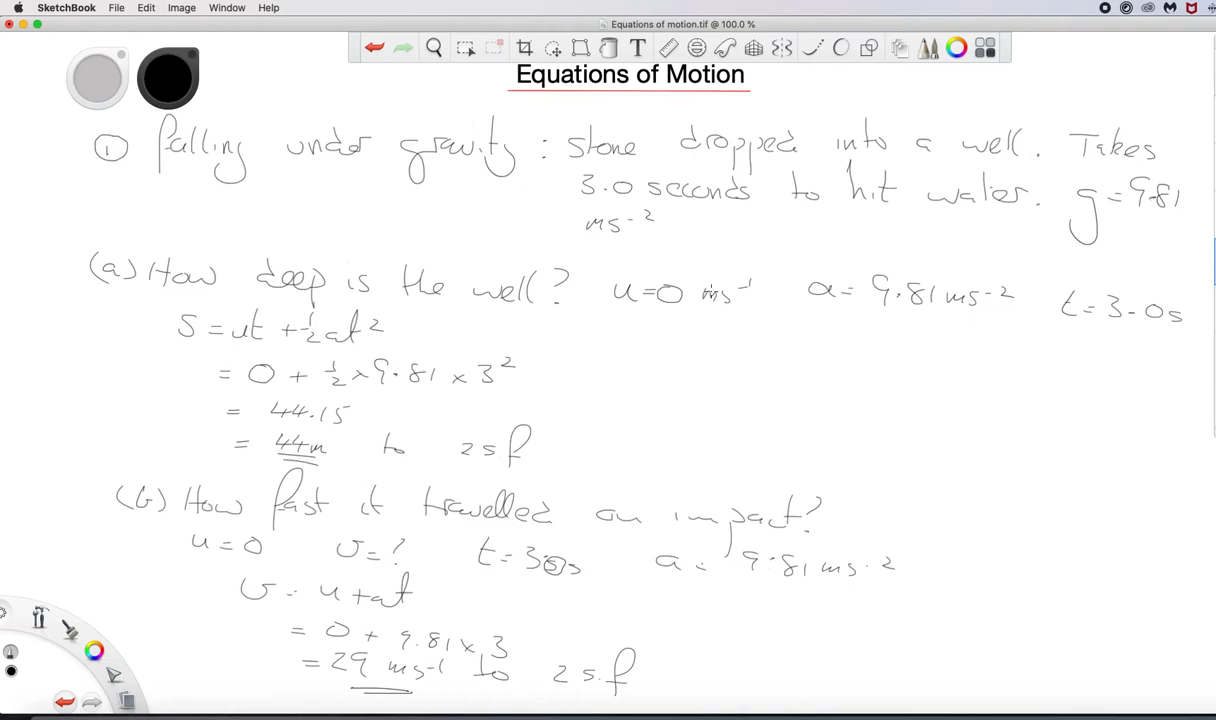 SketchBook File Edit Image Window Help
Equations of motion.tif @ 100.0 %
Equations of Motion
① falling under gravity : stone dropped into a well. Takes
3.0 seconds to hit water. g = 9.81
ms-2
(a) How deep is the well? u=0 ms-1 a = 9.81 ms-2 t = 3.0s
S = ut + ½at²
= 0 + ½ × 9.81 × 3²
= 44.15
= 44m to 2sf
(b) How fast it travelled on impact?
u = 0 v = ? t = 3.0s a = 9.81 ms-2
v = u + at
= 0 + 9.81 × 3
= 29 ms-1 to 2s.f